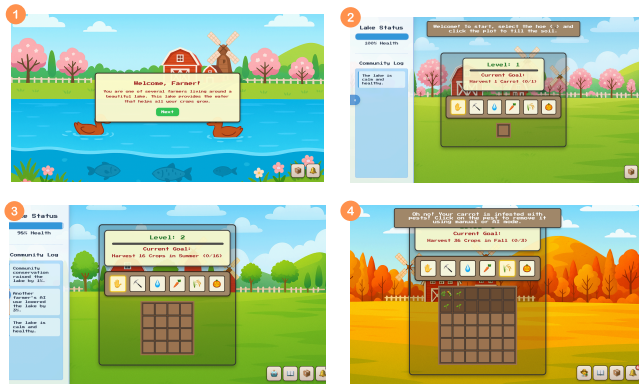 1
Welcome, Farmer!
You are one of several farmers living around a
beautiful lake. This lake provides the water
that helps all your crops grow.
Next
2
Lake Status
100% Health
Community Log
The lake is
calm and
healthy.
Welcome! To start, select the hoe ( ) and
click the plot to till the soil.
Level: 1
Current Goal:
Harvest 1 Carrot (0/1)
3
e Status
96% Health
Community Log
Community
conservation
raised the
lake by 1%.
Another
farmer's AI
use lowered
the lake by
The lake is
calm and
healthy.
Level: 2
Current Goal:
Harvest 16 Crops in Summer (0/16)
4
Oh no! Your carrot is infested with
pests! Click on the pest to remove it
using manual or AI mode.
Current Goal:
Harvest 36 Crops in Fall (0/3)